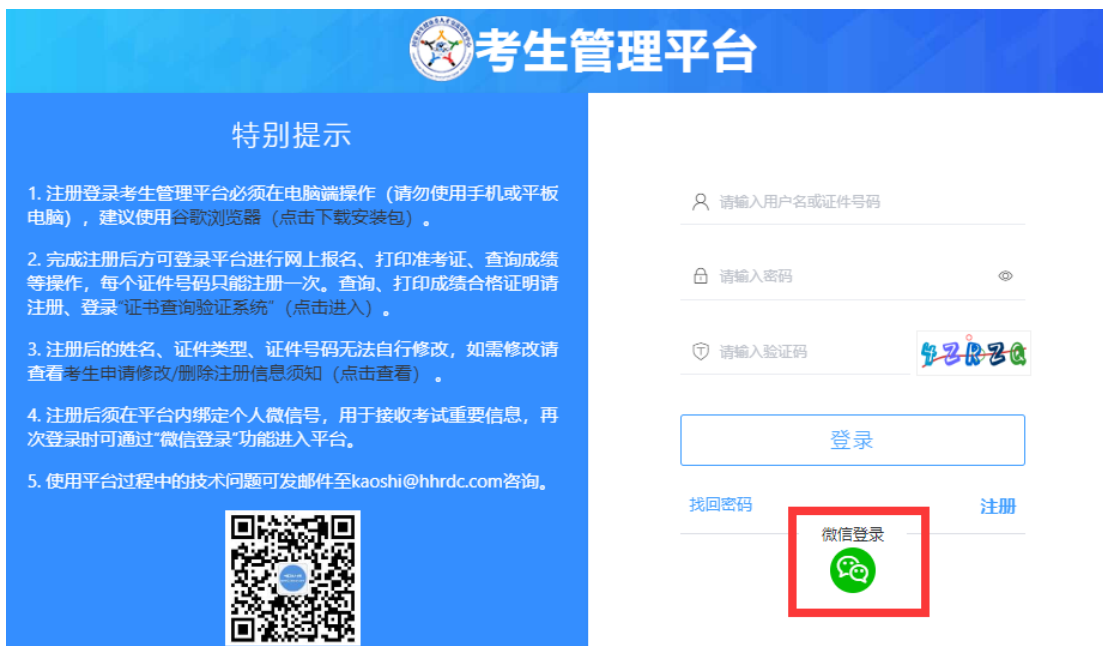 考生管理平台
特别提示
1. 注册登录考生管理平台必须在电脑端操作（请勿使用手机或平板
电脑），建议使用谷歌浏览器（点击下载安装包）。
2. 完成注册后方可登录平台进行网上报名、打印准考证、查询成绩
等操作，每个证件号码只能注册一次。查询、打印成绩合格证明请
注册、登录“证书查询验证系统”（点击进入）。
3. 注册后的姓名、证件类型、证件号码无法自行修改，如需修改请
查看考生申请修改/删除注册信息须知（点击查看）。
4. 注册后须在平台内绑定个人微信号，用于接收考试重要信息，再
次登录时可通过“微信登录”功能进入平台。
5. 使用平台过程中的技术问题可发邮件至kaoshi@hhrdc.com咨询。
请输入用户名或证件号码
请输入密码
请输入验证码
登录
找回密码
注册
微信登录